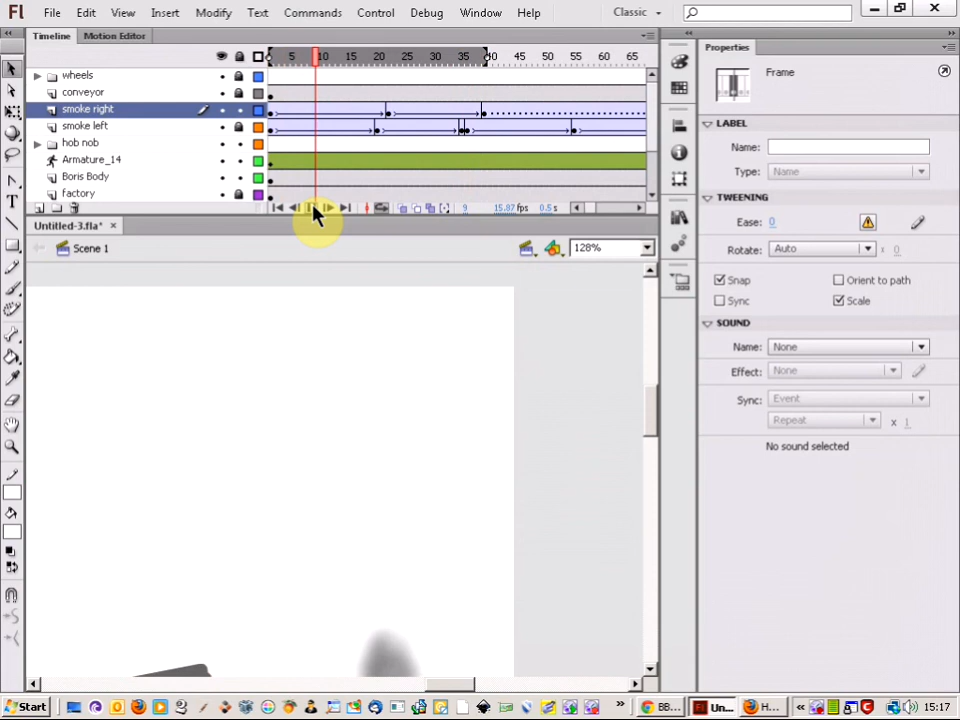 Fl File Edit View Insert Modify Text Commands Control Debug Window Help Classic
Timeline Motion Editor
5 10 15 20 25 30 35 40 45 50 55 60 65
wheels
conveyor
smoke right
smoke left
hob nob
Armature_14
Boris Body
factory
9 15.87 fps 0.5 s
Untitled-3.fla* ×
Scene 1 128%
Properties
Frame
LABEL
Name:
Type: Name
TWEENING
Ease: 0
Rotate: Auto x 0
Snap Orient to path
Sync Scale
SOUND
Name: None
Effect: None
Sync: Event
Repeat x 1
No sound selected
Start BB... Un... H... 15:17